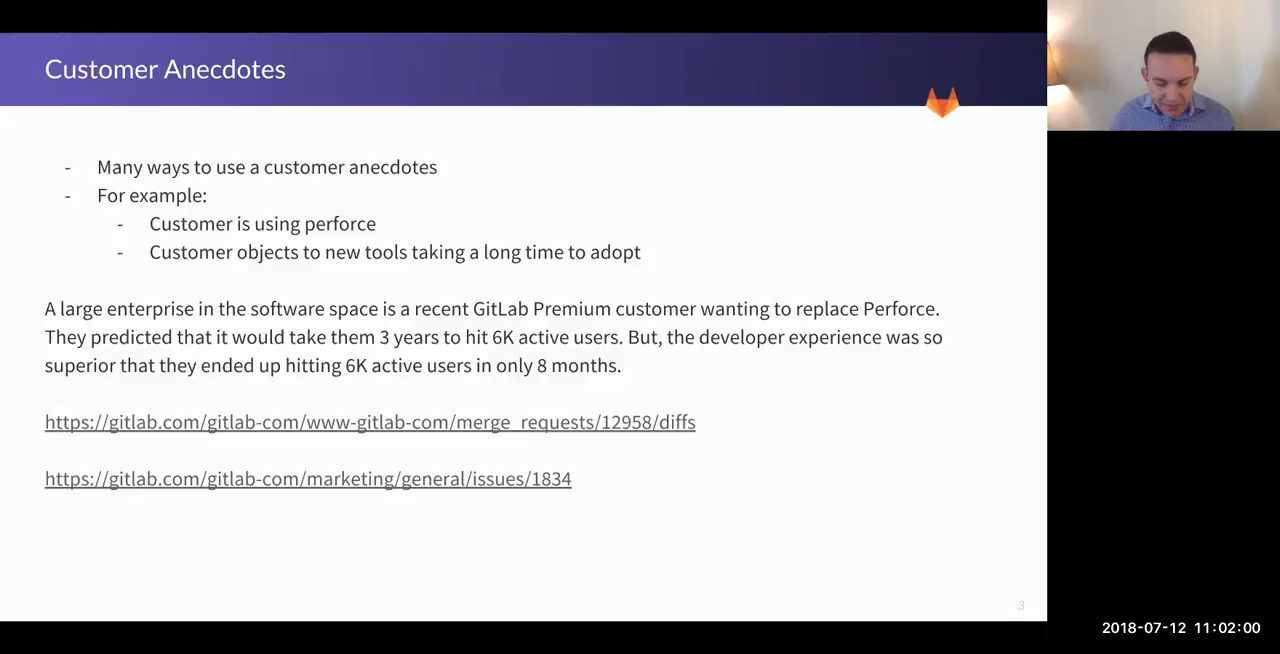 Customer Anecdotes
- Many ways to use a customer anecdotes
- For example:
- Customer is using perforce
- Customer objects to new tools taking a long time to adopt
A large enterprise in the software space is a recent GitLab Premium customer wanting to replace Perforce.
They predicted that it would take them 3 years to hit 6K active users. But, the developer experience was so
superior that they ended up hitting 6K active users in only 8 months.
https://gitlab.com/gitlab-com/www-gitlab-com/merge_requests/12958/diffs
https://gitlab.com/gitlab-com/marketing/general/issues/1834
3
2018-07-12 11:02:00